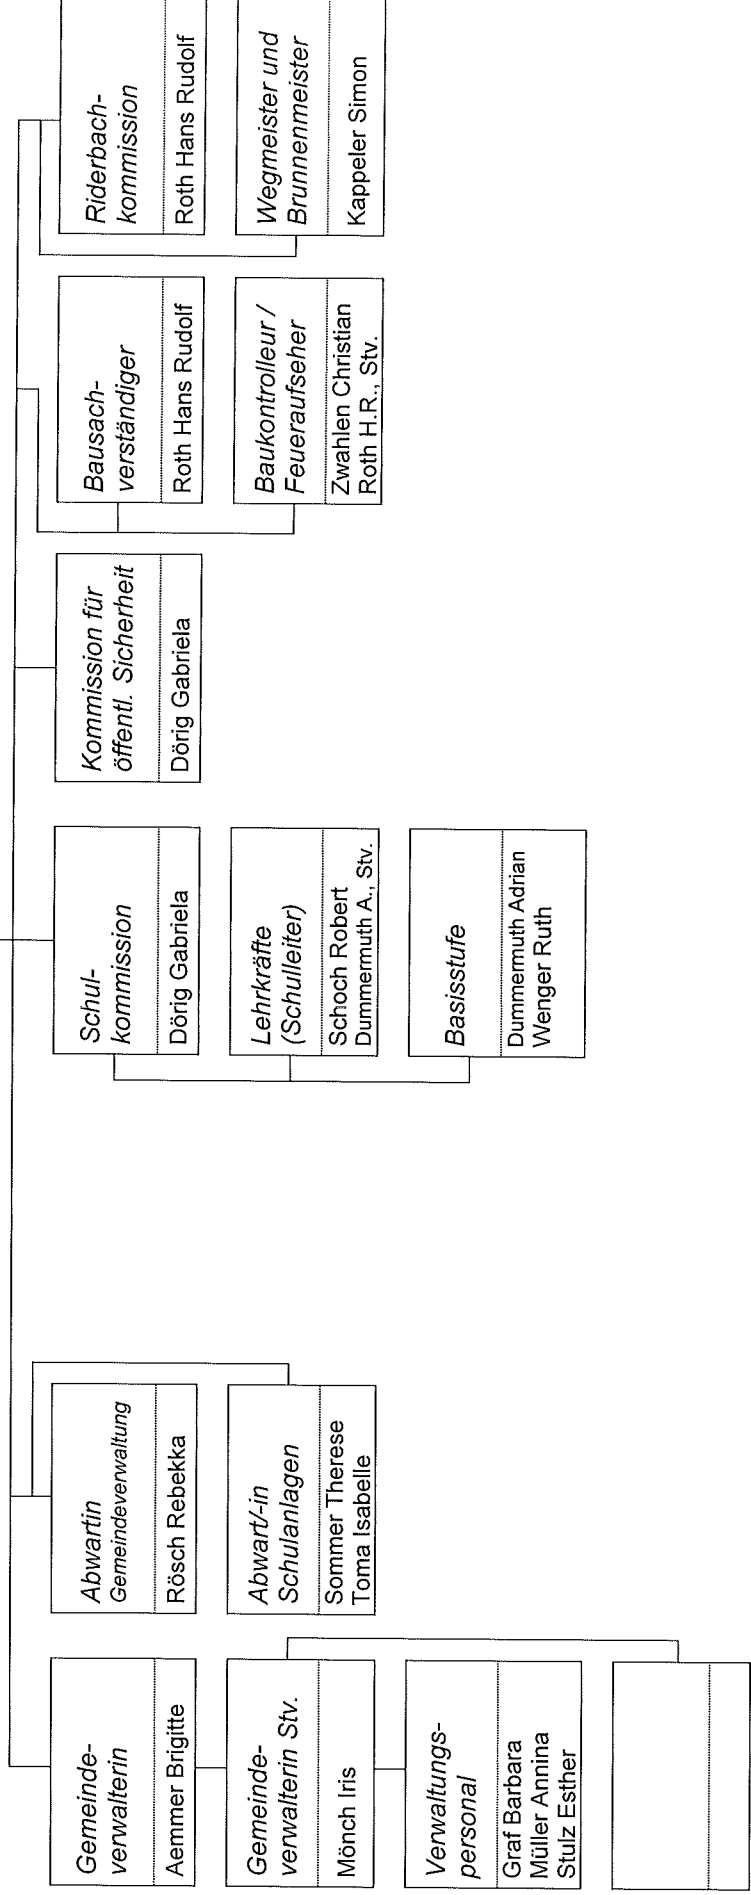 Gemeinde-
verwalterin
Aemmer Brigitte
Gemeinde-
verwalterin Stv.
Mönch Iris
Verwaltungs-
personal
Graf Barbara
Müller Annina
Stulz Esther
Abwartin
Gemeindeverwaltung
Rösch Rebekka
Abwart/-in
Schulanlagen
Sommer Therese
Toma Isabelle
Schul-
kommission
Dörig Gabriela
Lehrkräfte
(Schulleiter)
Schoch Robert
Dummermuth A., Stv.
Basisstufe
Dummermuth Adrian
Wenger Ruth
Kommission für
öffentl. Sicherheit
Dörig Gabriela
Bausach-
verständiger
Roth Hans Rudolf
Baukontrolleur /
Feueraufseher
Zwahlen Christian
Roth H.R., Stv.
Riderbach-
kommission
Roth Hans Rudolf
Wegmeister und
Brunnenmeister
Kappeler Simon